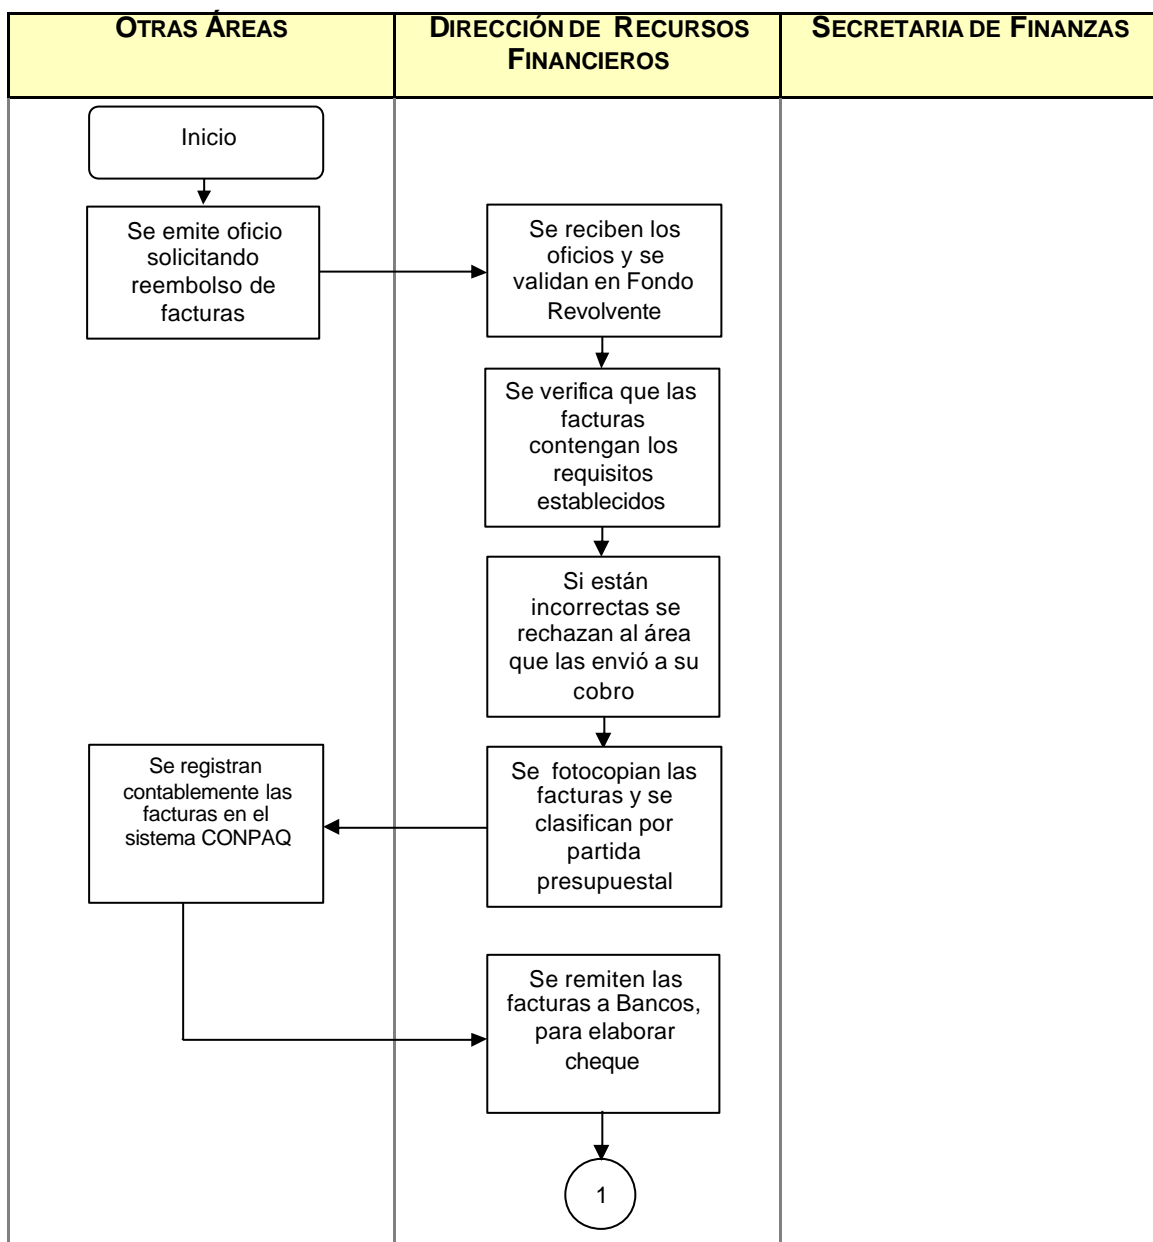 OTRAS ÁREAS
DIRECCIÓN DE RECURSOS
FINANCIEROS
SECRETARIA DE FINANZAS
Inicio
Se emite oficio
solicitando
reembolso de
facturas
Se reciben los
oficios y se
validan en Fondo
Revolvente
Se verifica que las
facturas
contengan los
requisitos
establecidos
Si están
incorrectas se
rechazan al área
que las envió a su
cobro
Se fotocopian las
facturas y se
clasifican por
partida
presupuestal
Se registran
contablemente las
facturas en el
sistema CONPAQ
Se remiten las
facturas a Bancos,
para elaborar
cheque
1